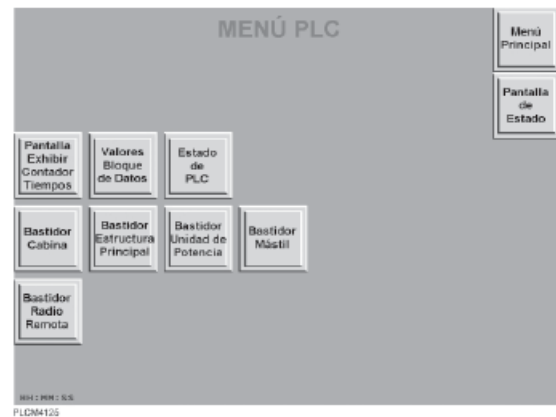 MENÚ PLC
Menú
Principal
Pantalla
de
Estado
Pantalla
Exhibir
Contador
Tiempos
Valores
Bloque
de Datos
Estado
de
PLC
Bastidor
Cabina
Bastidor
Estructura
Principal
Bastidor
Unidad de
Potencia
Bastidor
Mástil
Bastidor
Radio
Remota
HH:MM:SS
PLCM4125